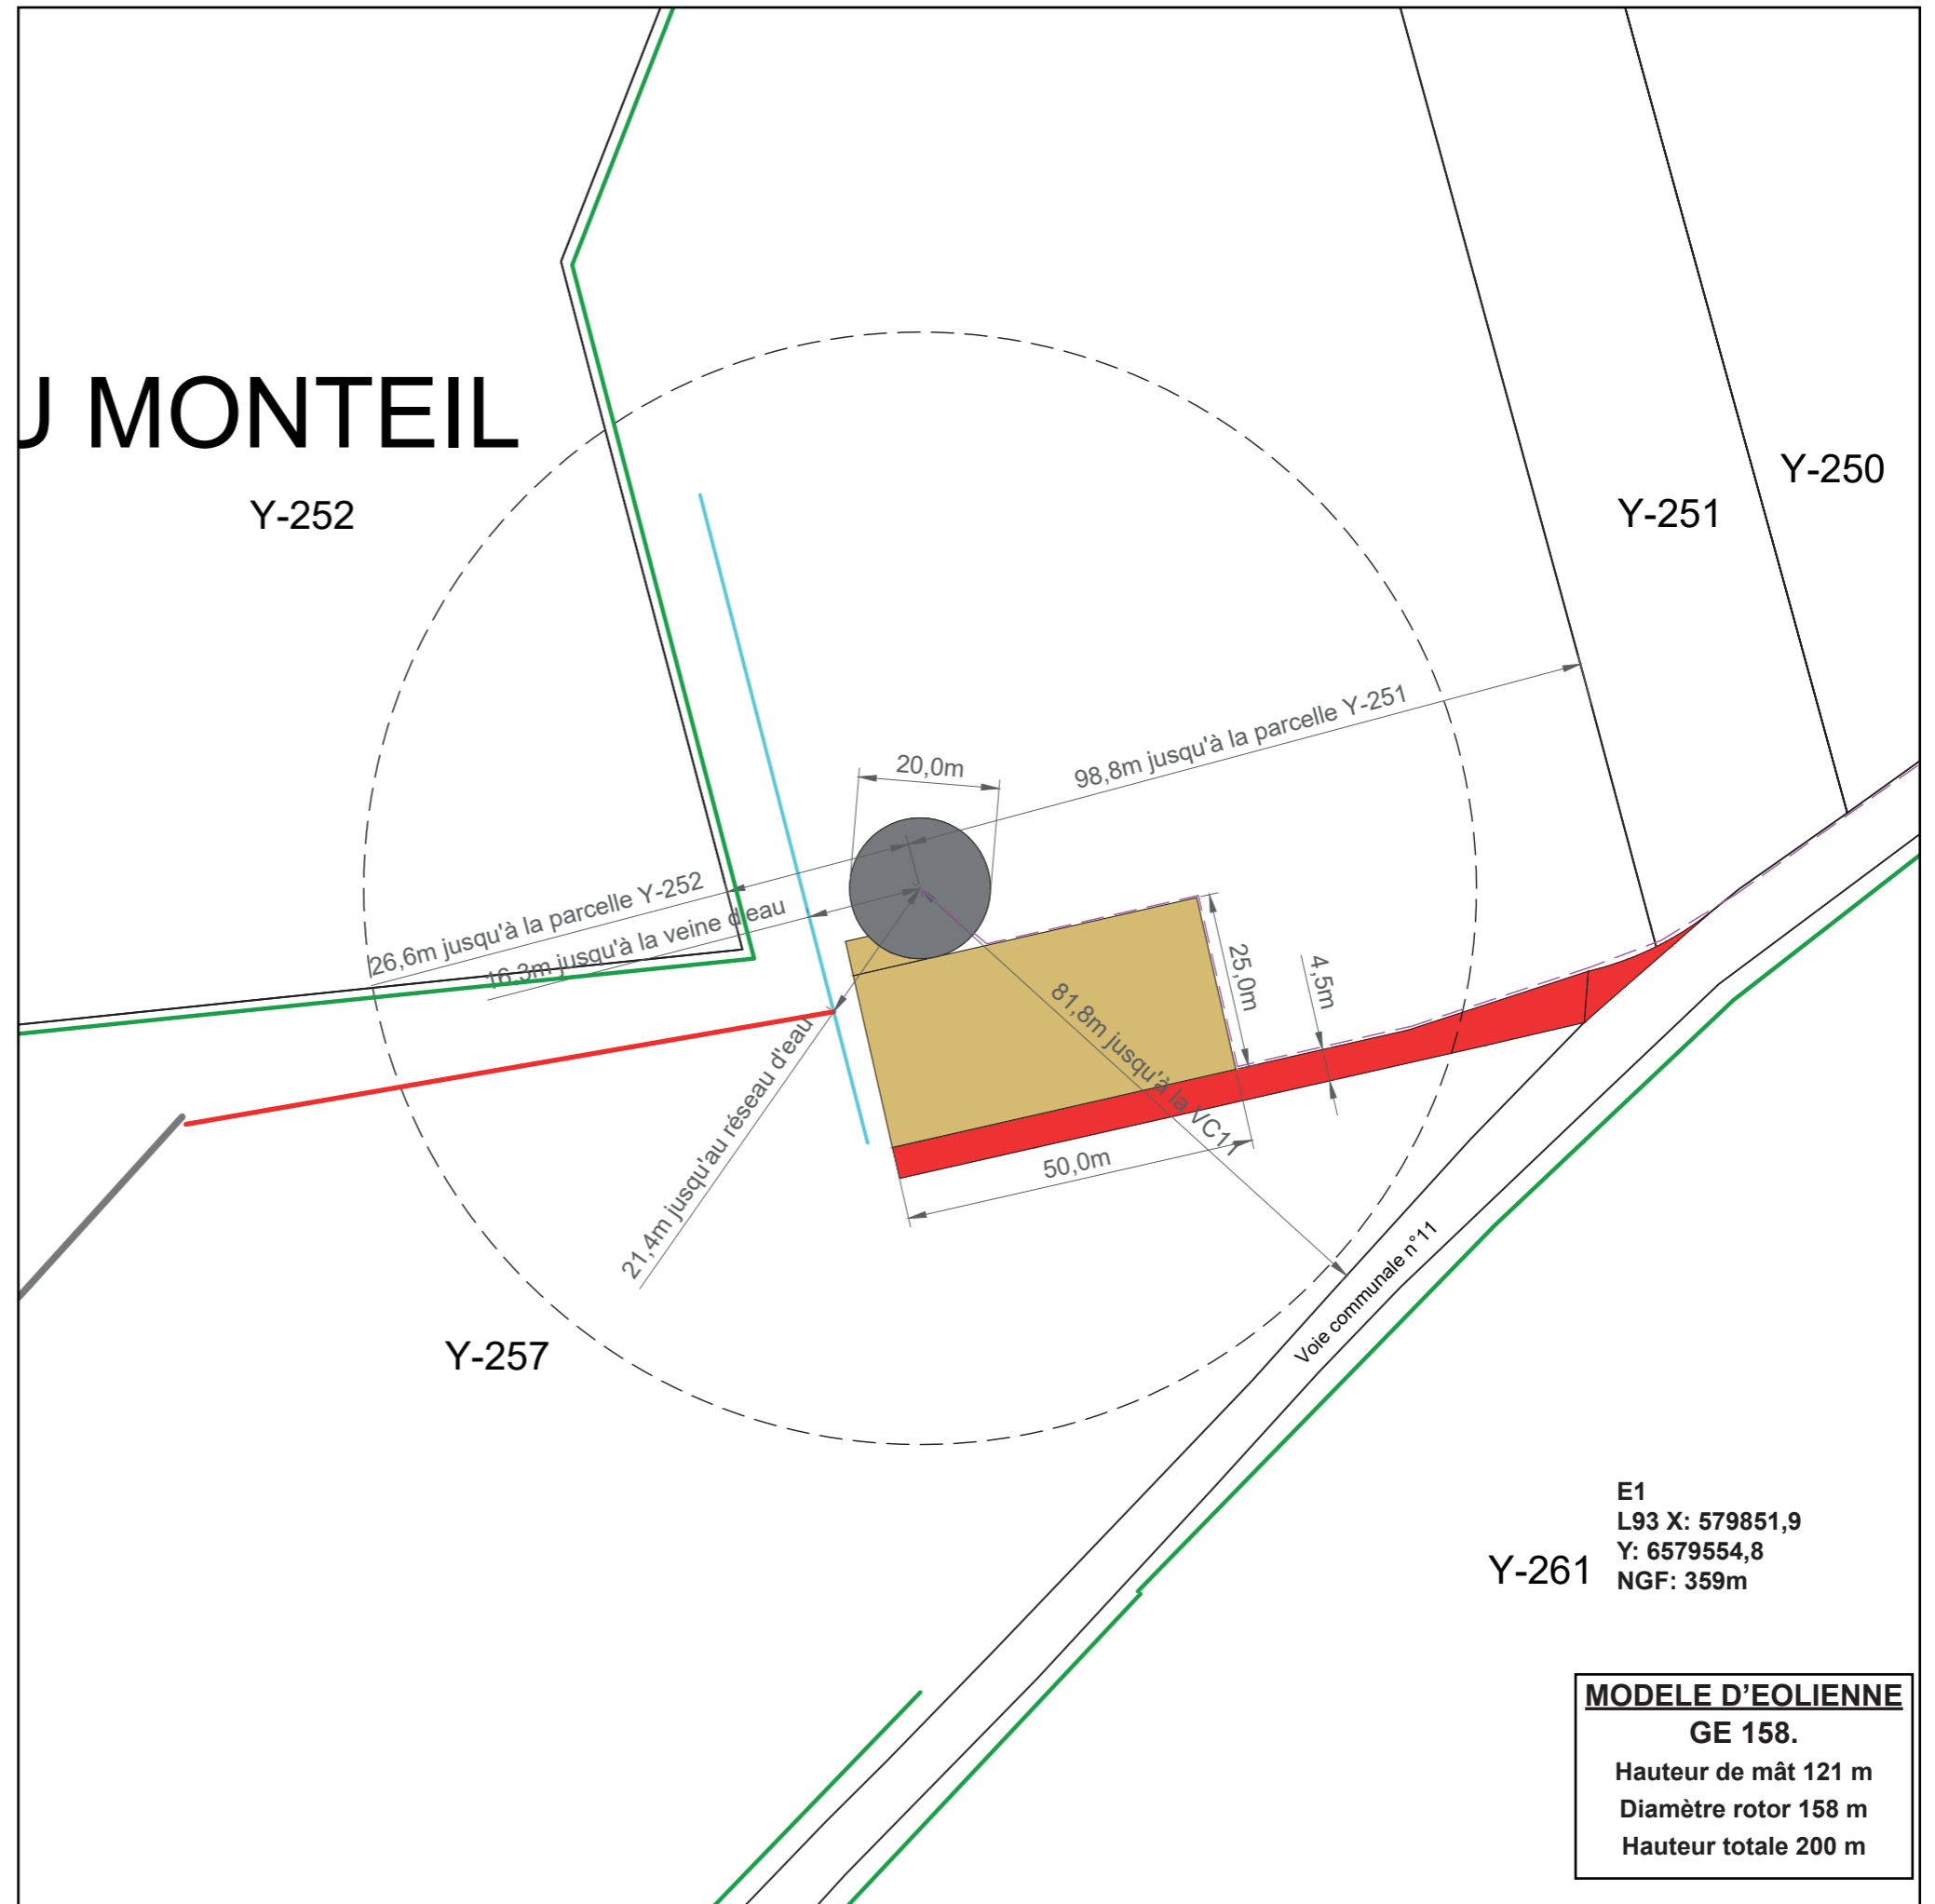 U MONTEIL
Y-252
Y-250
Y-251
98,8m jusqu'à la parcelle Y-251
20,0m
26,6m jusqu'à la parcelle Y-252
16,3m jusqu'à la veine d'eau
25,0m
4,5m
81,8m jusqu'à la VC11
21,4m jusqu'au réseau d'eau
50,0m
Voie communale n°11
Y-257
E1
L93 X: 579851,9
Y: 6579554,8
NGF: 359m
Y-261
MODELE D'EOLIENNE
GE 158.
Hauteur de mât 121 m
Diamètre rotor 158 m
Hauteur totale 200 m